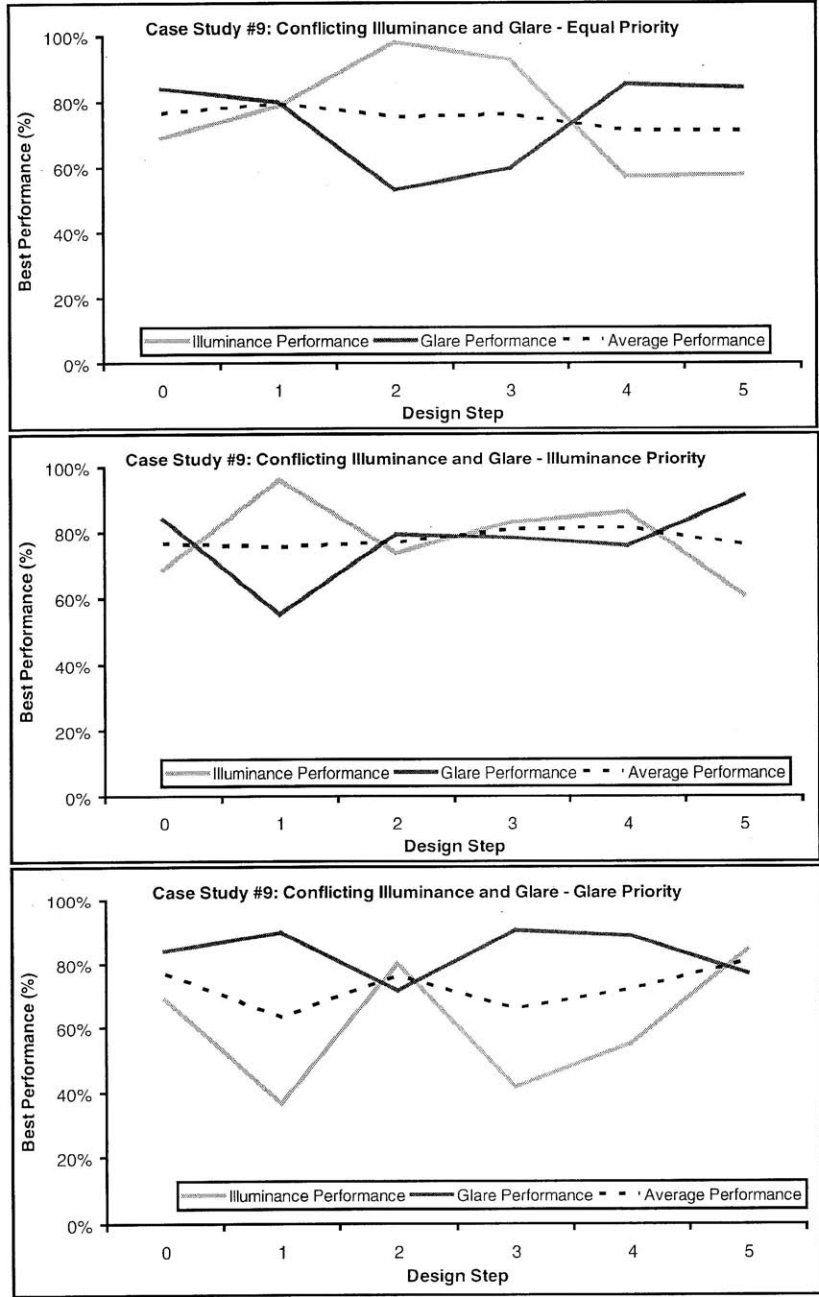 Case Study #9: Conflicting Illuminance and Glare - Equal Priority
100%
80%
60%
40%
20%
0%
Best Performance (%)
Illuminance Performance Glare Performance Average Performance
0 1 2 3 4 5
Design Step
Case Study #9: Conflicting Illuminance and Glare - Illuminance Priority
100%
80%
60%
40%
20%
0%
Best Performance (%)
Illuminance Performance Glare Performance Average Performance
0 1 2 3 4 5
Design Step
Case Study #9: Conflicting Illuminance and Glare - Glare Priority
100%
80%
60%
40%
20%
0%
Best Performance (%)
Illuminance Performance Glare Performance Average Performance
0 1 2 3 4 5
Design Step